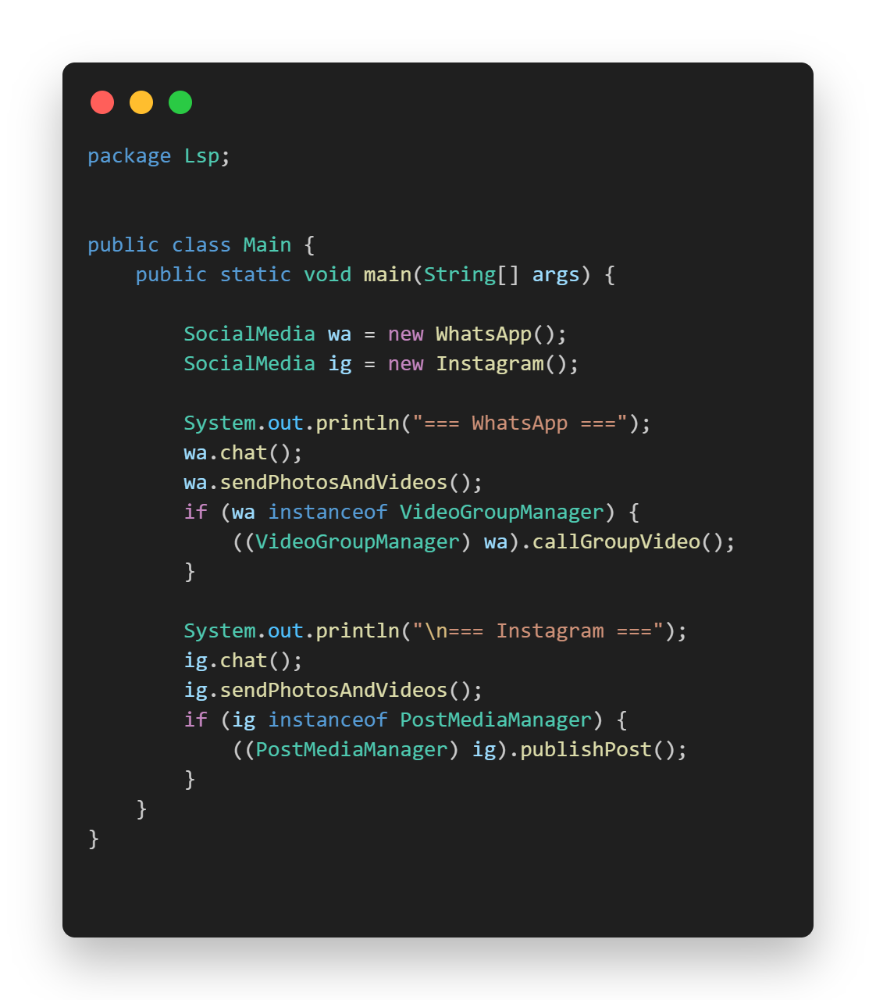 package Lsp;
public class Main {
    public static void main(String[] args) {
        SocialMedia wa = new WhatsApp();
        SocialMedia ig = new Instagram();
        System.out.println("=== WhatsApp ===");
        wa.chat();
        wa.sendPhotosAndVideos();
        if (wa instanceof VideoGroupManager) {
            ((VideoGroupManager) wa).callGroupVideo();
        }
        System.out.println("\n=== Instagram ===");
        ig.chat();
        ig.sendPhotosAndVideos();
        if (ig instanceof PostMediaManager) {
            ((PostMediaManager) ig).publishPost();
        }
    }
}